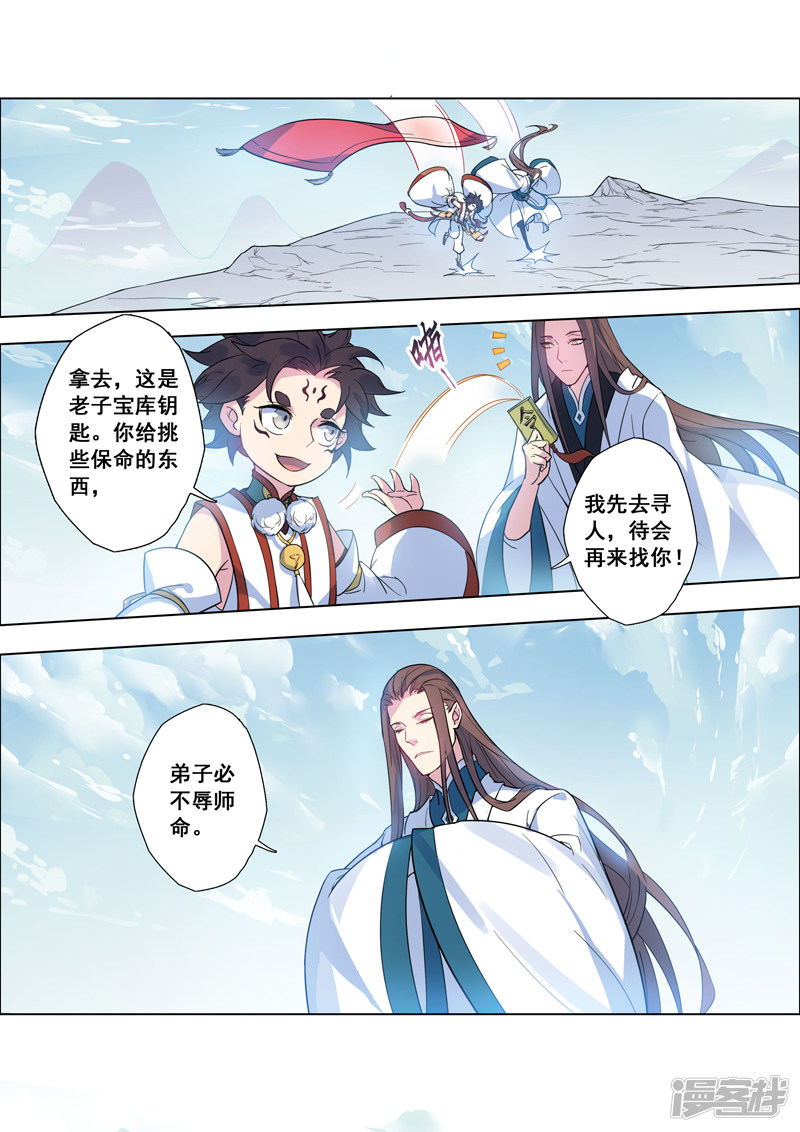 拿去，这是
老子宝库钥
匙。你给挑
些保命的东
西，
啪
令
我先去寻
人，待会
再来找你！
弟子必
不辱师
命。
漫客栈